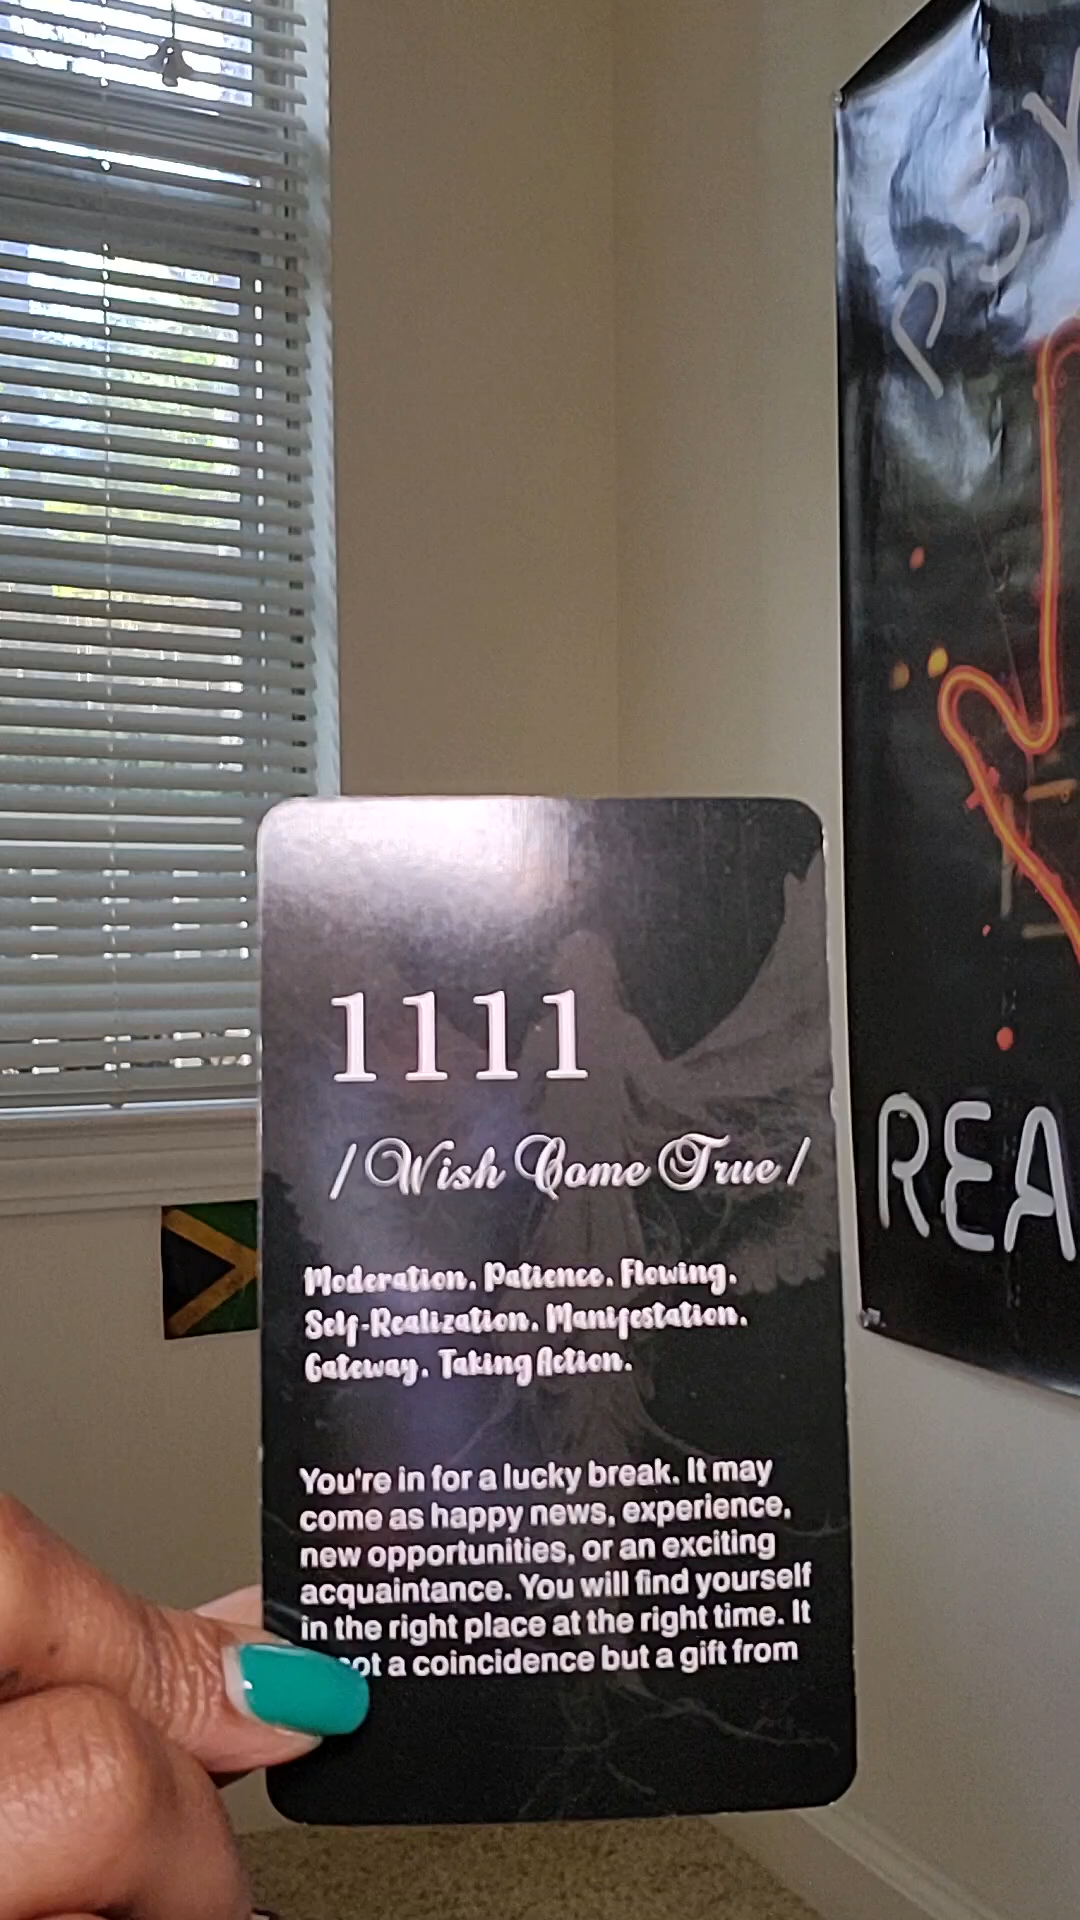 1111
/ Wish Come True /
Moderation. Patience. Flowing.
Self-Realization. Manifestation.
Gateway. Taking Action.
You're in for a lucky break. It may
come as happy news, experience,
new opportunities, or an exciting
acquaintance. You will find yourself
in the right place at the right time. It
a coincidence but a gift from
PSY
REA